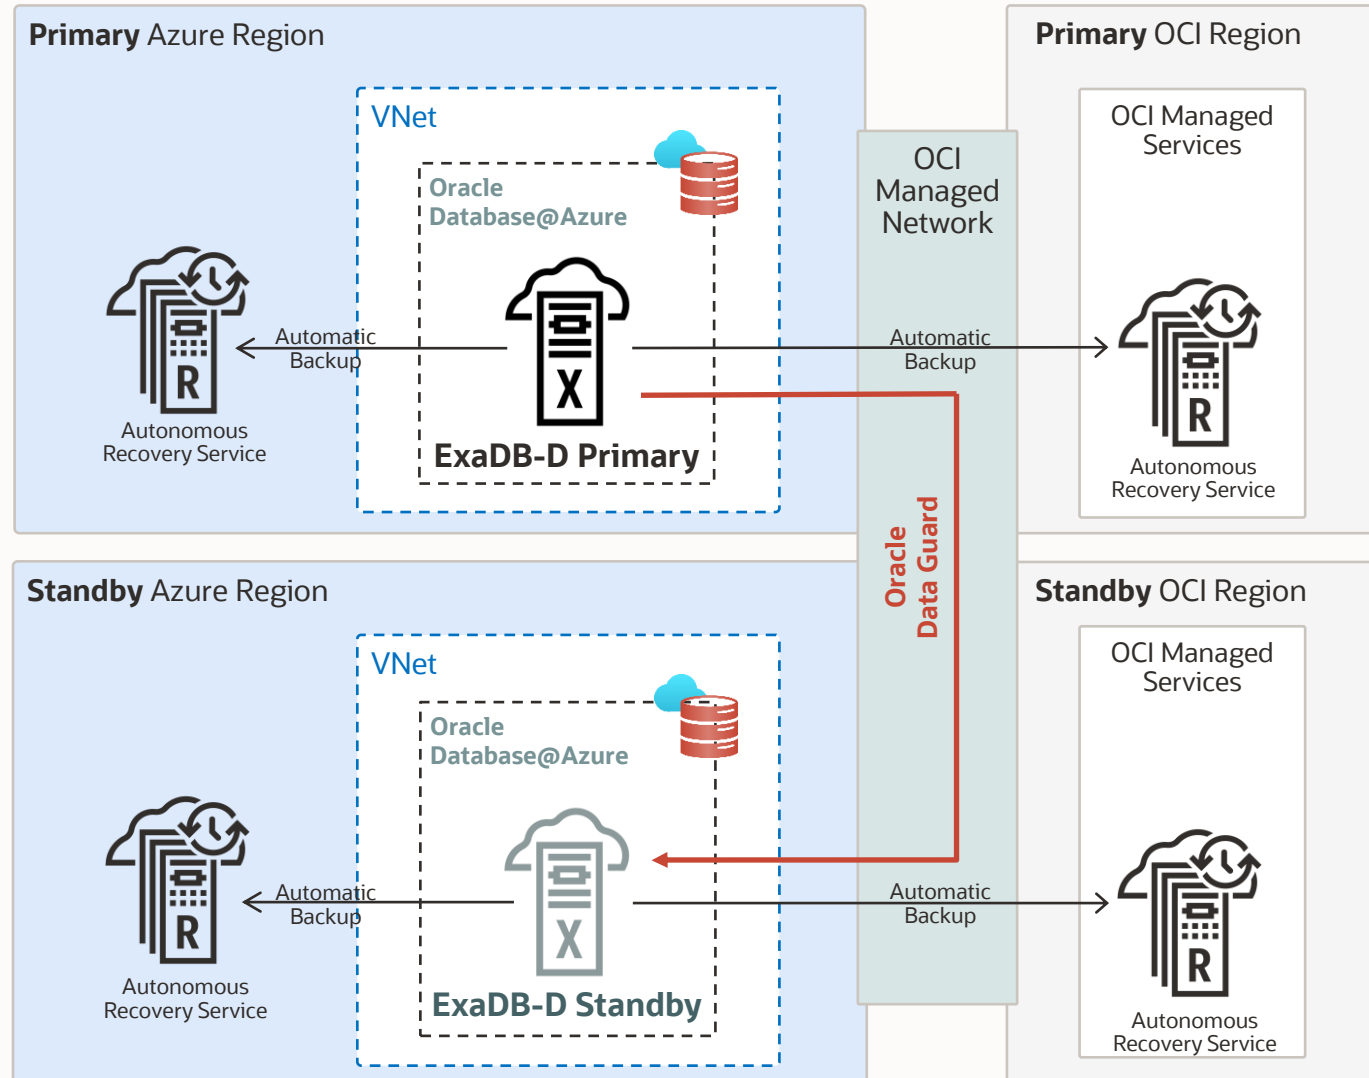 Primary Azure Region
VNet
Oracle
Database@Azure
Automatic
Backup
R
Autonomous
Recovery Service
X
ExaDB-D Primary
OCI
Managed
Network
Automatic
Backup
Oracle
Data Guard
Primary OCI Region
OCI Managed
Services
R
Autonomous
Recovery Service
Standby Azure Region
VNet
Oracle
Database@Azure
Automatic
Backup
R
Autonomous
Recovery Service
X
ExaDB-D Standby
Automatic
Backup
Standby OCI Region
OCI Managed
Services
R
Autonomous
Recovery Service